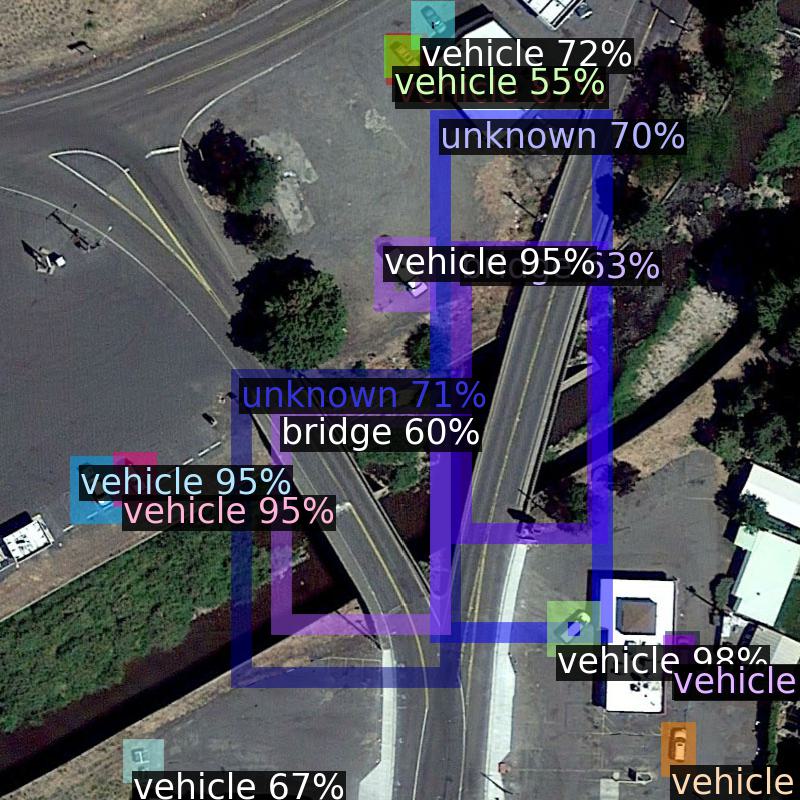 vehicle 72%
vehicle 55%
unknown 70%
vehicle 95%
63%
unknown 71%
bridge 60%
vehicle 95%
vehicle 95%
vehicle 98%
vehicle
vehicle
vehicle 67%